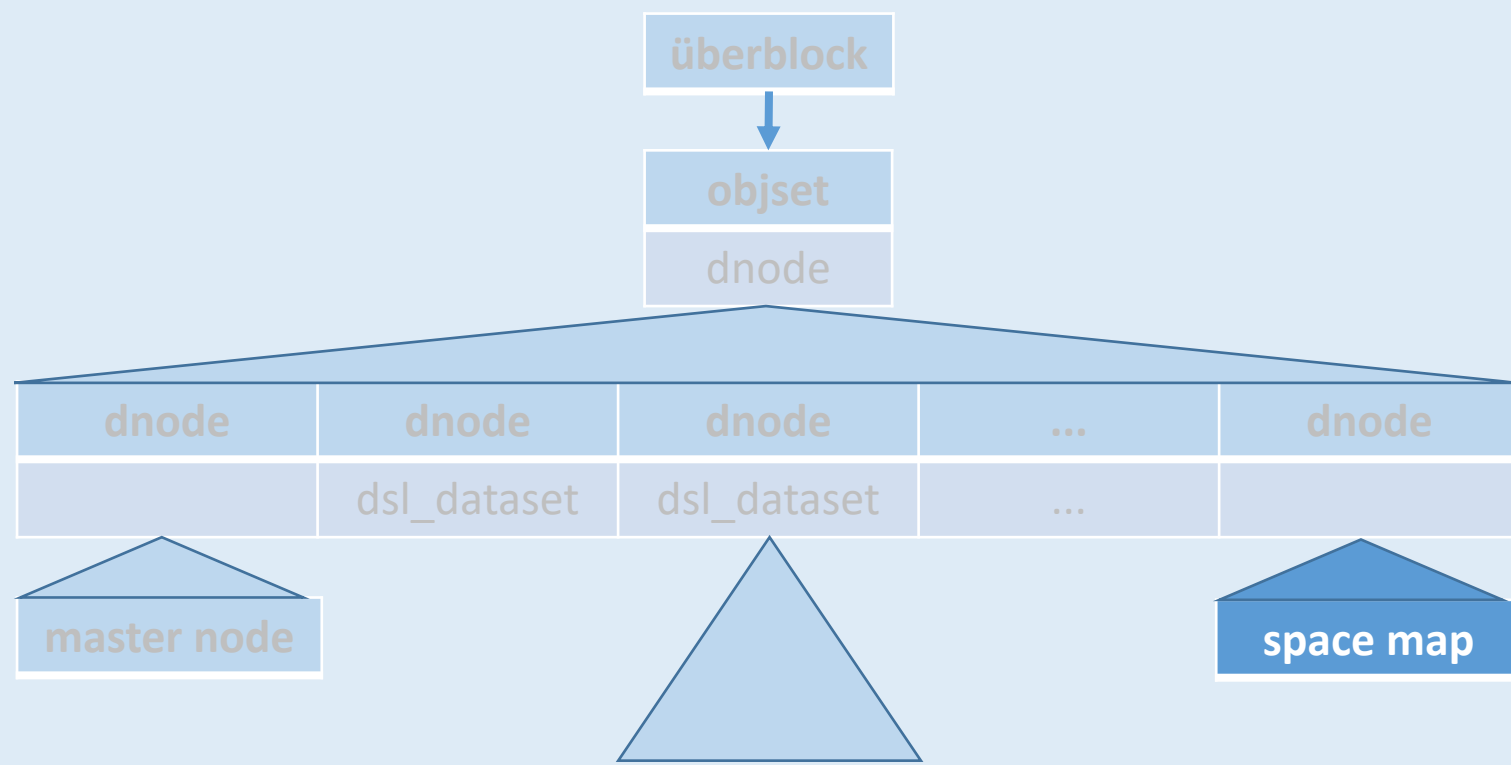 überblock
objset
dnode
dnode dnode dnode ... dnode
dsl_dataset dsl_dataset ...
master node
space map